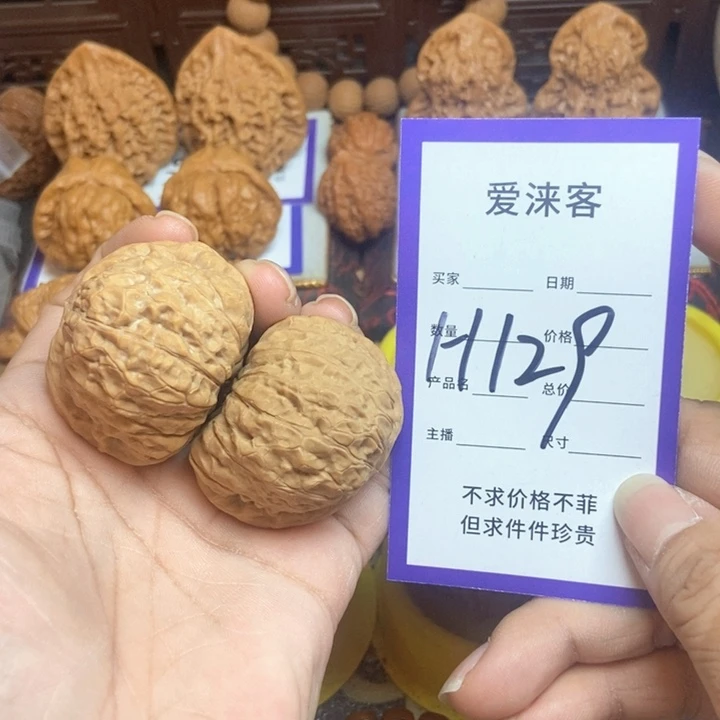 爱涞客
买家 日期
数量 价格
H129
产品名 总价
主播 尺寸
不求价格不菲
但求件件珍贵